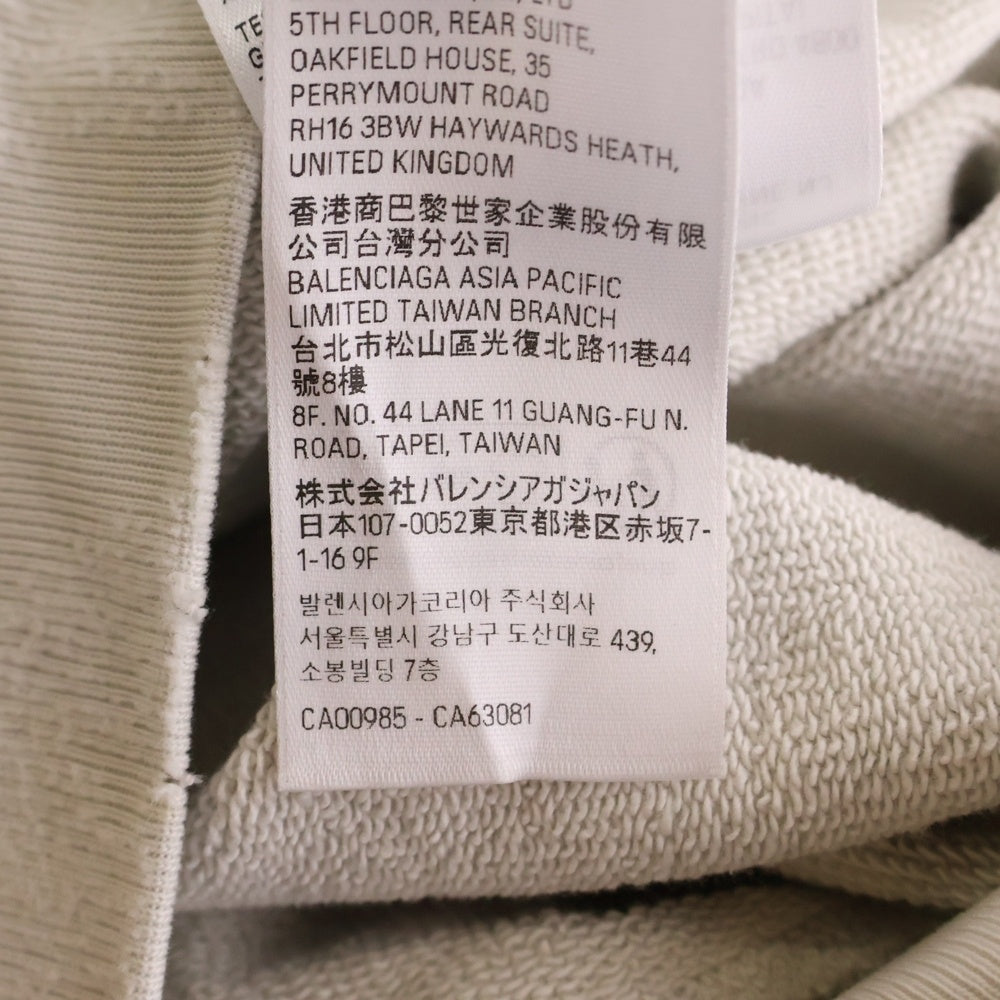 LTD
5TH FLOOR, REAR SUITE,
OAKFIELD HOUSE, 35
PERRYMOUNT ROAD
RH16 3BW HAYWARDS HEATH,
UNITED KINGDOM
香港商巴黎世家企業股份有限
公司台灣分公司
BALENCIAGA ASIA PACIFIC
LIMITED TAIWAN BRANCH
台北市松山區光復北路11巷44
號8樓
8F. NO. 44 LANE 11 GUANG-FU N.
ROAD, TAPEI, TAIWAN
株式会社バレンシアガジャパン
日本107-0052東京都港区赤坂7-
1-16 9F
발렌시아가코리아 주식회사
서울특별시 강남구 도산대로 439,
소봉빌딩 7층
CA00985 - CA63081